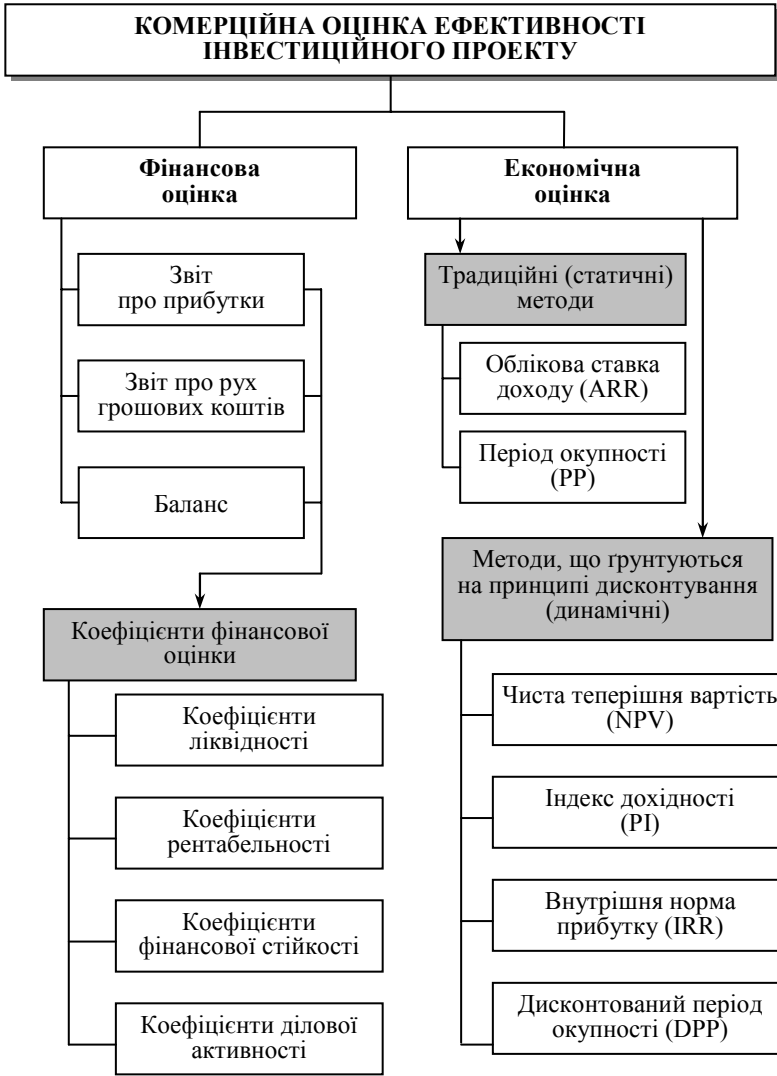 КОМЕРЦІЙНА ОЦІНКА ЕФЕКТИВНОСТІ
ІНВЕСТИЦІЙНОГО ПРОЕКТУ
Фінансова
оцінка
Звіт
про прибутки
Звіт про рух
грошових коштів
Баланс
Коефіцієнти фінансової
оцінки
Коефіцієнти
ліквідності
Коефіцієнти
рентабельності
Коефіцієнти
фінансової стійкості
Коефіцієнти ділової
активності
Економічна
оцінка
Традиційні (статичні)
методи
Облікова ставка
доходу (ARR)
Період окупності
(PP)
Методи, що ґрунтуються
на принципі дисконтування
(динамічні)
Чиста теперішня вартість
(NPV)
Індекс дохідності
(PI)
Внутрішня норма
прибутку (IRR)
Дисконтований період
окупності (DPP)